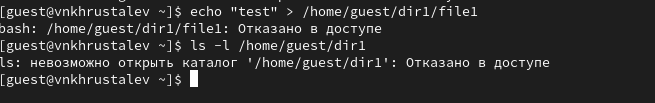 [guest@vnkhrustalev ~]$ echo "test" > /home/guest/dir1/file1
bash: /home/guest/dir1/file1: Отказано в доступе
[guest@vnkhrustalev ~]$ ls -l /home/guest/dir1
ls: невозможно открыть каталог '/home/guest/dir1': Отказано в доступе
[guest@vnkhrustalev ~]$